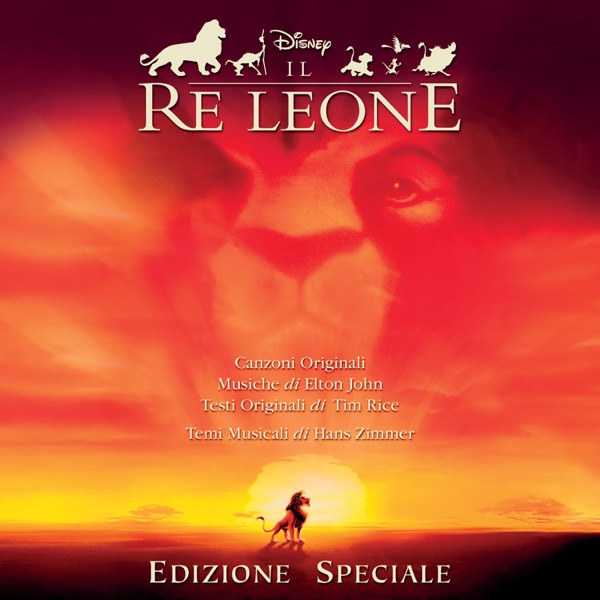 Disney
IL
RE LEONE
Canzoni Originali
Musiche di Elton John
Testi Originali di Tim Rice
Temi Musicali di Hans Zimmer
EDIZIONE SPECIALE